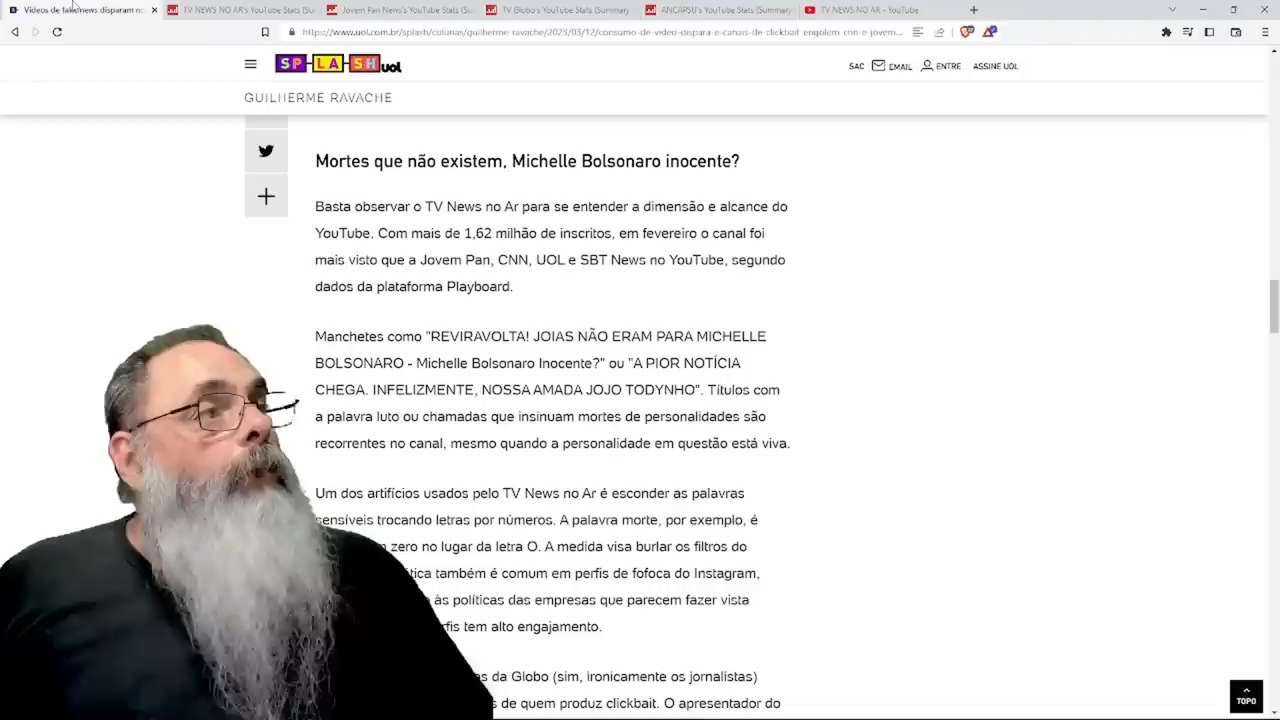 Vídeos de fake news disparam n
TV NEWS NO AR's YouTube Stats (Su
Jovem Pan News's YouTube Stats (Su
TV Globo's YouTube Stats (Summary
ANCAPSU's YouTube Stats (Summary
TV NEWS NO AR - YouTube
https://www.uol.com.br/splash/colunas/guilherme-ravache/2023/03/12/consumo-de-video-dispara-e-canais-de-clickbait-engolem-cnn-e-jovem...
SPLASH uol
SAC EMAIL ENTRE ASSINE UOL
GUILHERME RAVACHE
Mortes que não existem, Michelle Bolsonaro inocente?
Basta observar o TV News no Ar para se entender a dimensão e alcance do
YouTube. Com mais de 1,62 milhão de inscritos, em fevereiro o canal foi
mais visto que a Jovem Pan, CNN, UOL e SBT News no YouTube, segundo
dados da plataforma Playboard.
Manchetes como "REVIRAVOLTA! JOIAS NÃO ERAM PARA MICHELLE
BOLSONARO - Michelle Bolsonaro Inocente?" ou "A PIOR NOTÍCIA
CHEGA. INFELIZMENTE, NOSSA AMADA JOJO TODYNHO". Títulos com
a palavra luto ou chamadas que insinuam mortes de personalidades são
recorrentes no canal, mesmo quando a personalidade em questão está viva.
Um dos artifícios usados pelo TV News no Ar é esconder as palavras
sensíveis trocando letras por números. A palavra morte, por exemplo, é
zero no lugar da letra O. A medida visa burlar os filtros do
também é comum em perfis de fofoca do Instagram,
às políticas das empresas que parecem fazer vista
tem alto engajamento.
da Globo (sim, ironicamente os jornalistas)
de quem produz clickbait. O apresentador do
TOPO